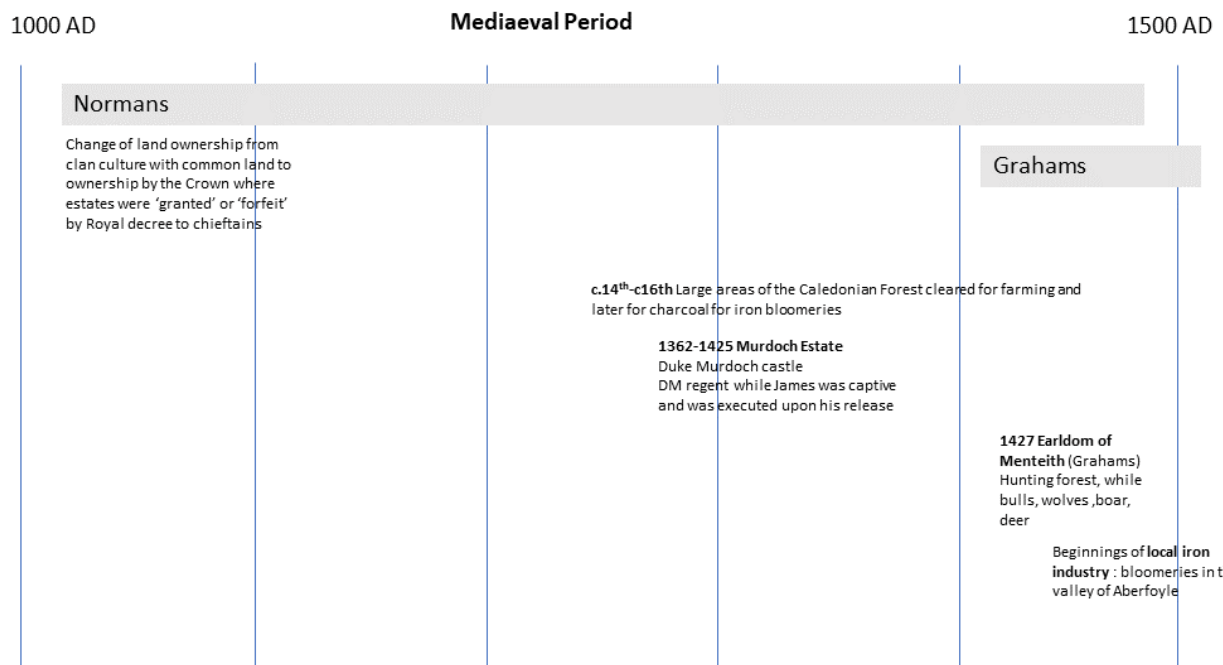 1000 AD
Mediaeval Period
1500 AD
Normans
Change of land ownership from
clan culture with common land to
ownership by the Crown where
estates were ‘granted’ or ‘forfeit’
by Royal decree to chieftains
Grahams
c.14th-c16th Large areas of the Caledonian Forest cleared for farming and
later for charcoal for iron bloomeries
1362-1425 Murdoch Estate
Duke Murdoch castle
DM regent while James was captive
and was executed upon his release
1427 Earldom of
Menteith (Grahams)
Hunting forest, while
bulls, wolves ,boar,
deer
Beginnings of local iron
industry : bloomeries in t
valley of Aberfoyle